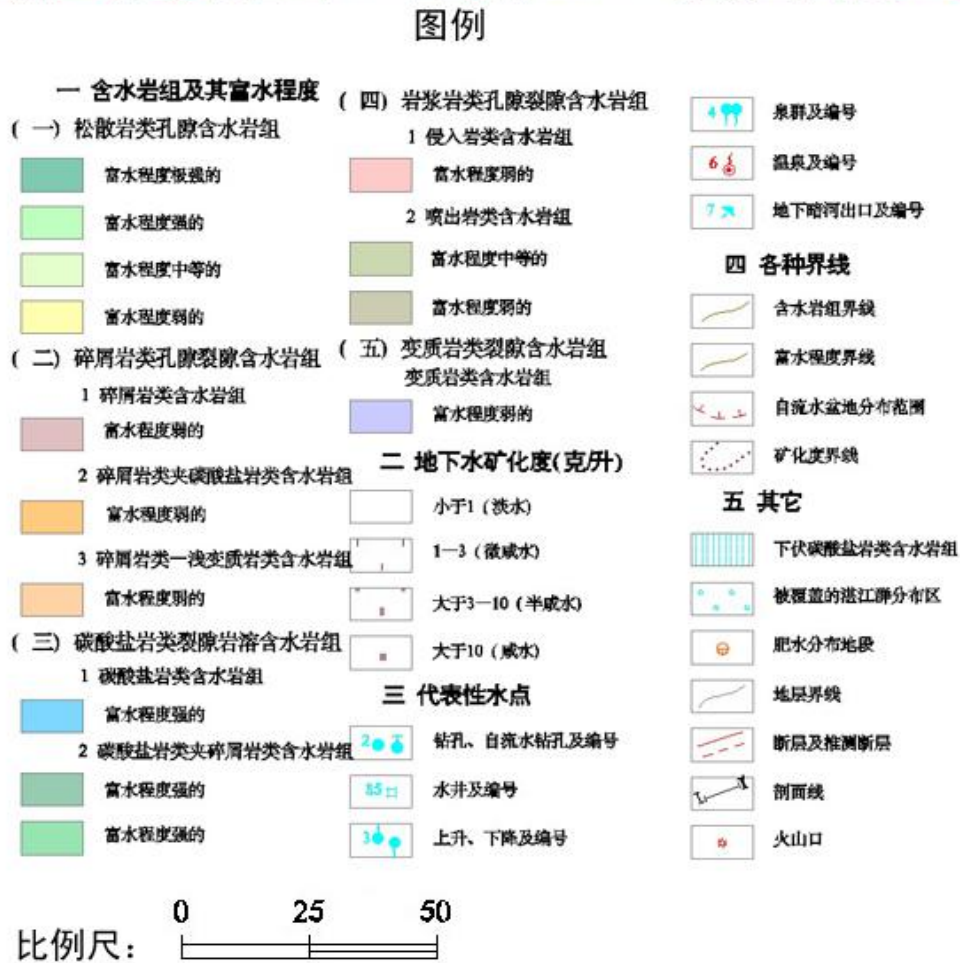 图例
一 含水岩组及其富水程度
( 一) 松散岩类孔隙含水岩组
富水程度极强的
富水程度强的
富水程度中等的
富水程度弱的
( 二) 碎屑岩类孔隙裂隙含水岩组
1 碎屑岩类含水岩组
富水程度弱的
2 碎屑岩类夹碳酸盐岩类含水岩组
富水程度弱的
3 碎屑岩类—浅变质岩类含水岩组
富水程度弱的
( 三) 碳酸盐岩类裂隙岩溶含水岩组
1 碳酸盐岩类含水岩组
富水程度强的
2 碳酸盐岩类夹碎屑岩类含水岩组
富水程度强的
富水程度强的
( 四) 岩浆岩类孔隙裂隙含水岩组
1 侵入岩类含水岩组
富水程度弱的
2 喷出岩类含水岩组
富水程度中等的
富水程度弱的
( 五) 变质岩类裂隙含水岩组
变质岩类含水岩组
富水程度弱的
二 地下水矿化度(克/升)
小于1 (淡水)
1—3 (微咸水)
大于3—10 (半咸水)
大于10 (咸水)
三 代表性水点
2 钻孔、自流水钻孔及编号
85 水井及编号
3 上升、下降及编号
4 泉群及编号
6 温泉及编号
7 地下暗河出口及编号
四 各种界线
含水岩组界线
富水程度界线
自流水盆地分布范围
矿化度界线
五 其它
下伏碳酸盐岩类含水岩组
被覆盖的湛江群分布区
肥水分布地段
地层界线
断层及推测断层
剖面线
火山口
0 25 50
比例尺：